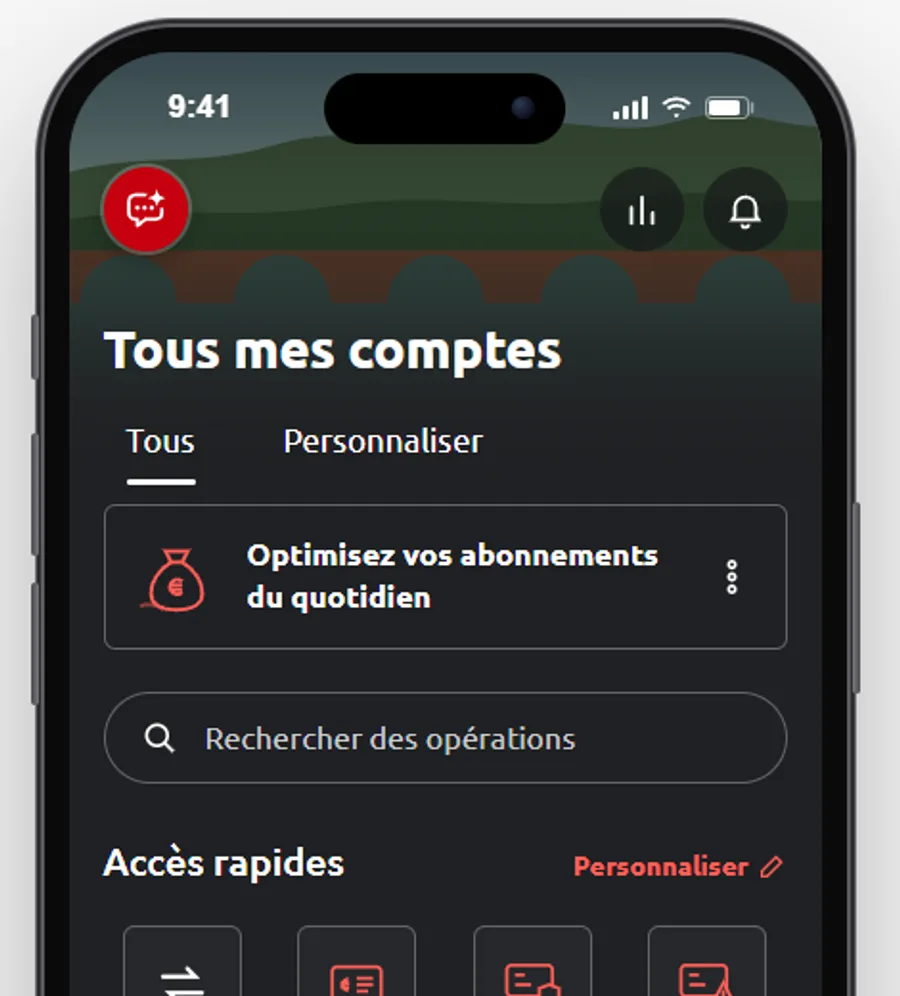 9:41
Tous mes comptes
Tous
Personnaliser
Optimisez vos abonnements
du quotidien
Rechercher des opérations
Accès rapides
Personnaliser